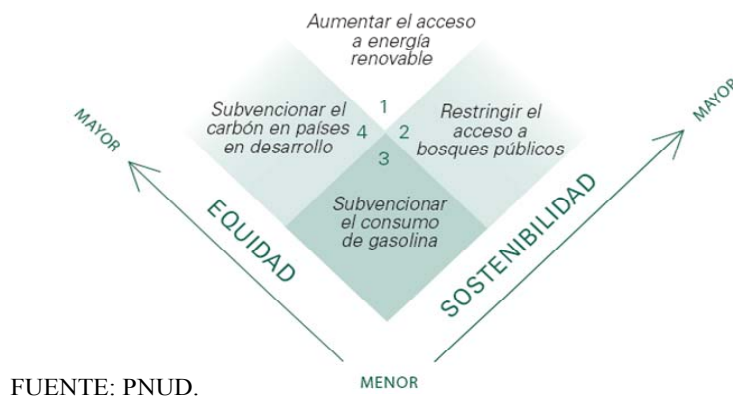 Aumentar el acceso
a energía
renovable
1
Subvencionar el
carbón en países
en desarrollo
4
2
Restringir el
acceso a
bosques públicos
3
Subvencionar
el consumo
de gasolina
MAYOR
MAYOR
EQUIDAD
SOSTENIBILIDAD
MENOR
FUENTE: PNUD.